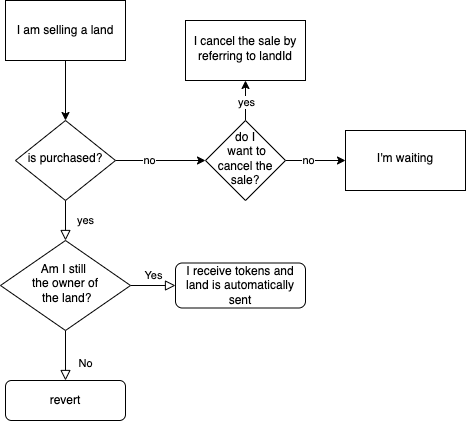 I am selling a land
I cancel the sale by
referring to landId
yes
is purchased?
no
do I
want to
cancel the
sale?
no
I'm waiting
yes
Am I still
the owner of
the land?
Yes
I receive tokens and
land is automatically
sent
No
revert